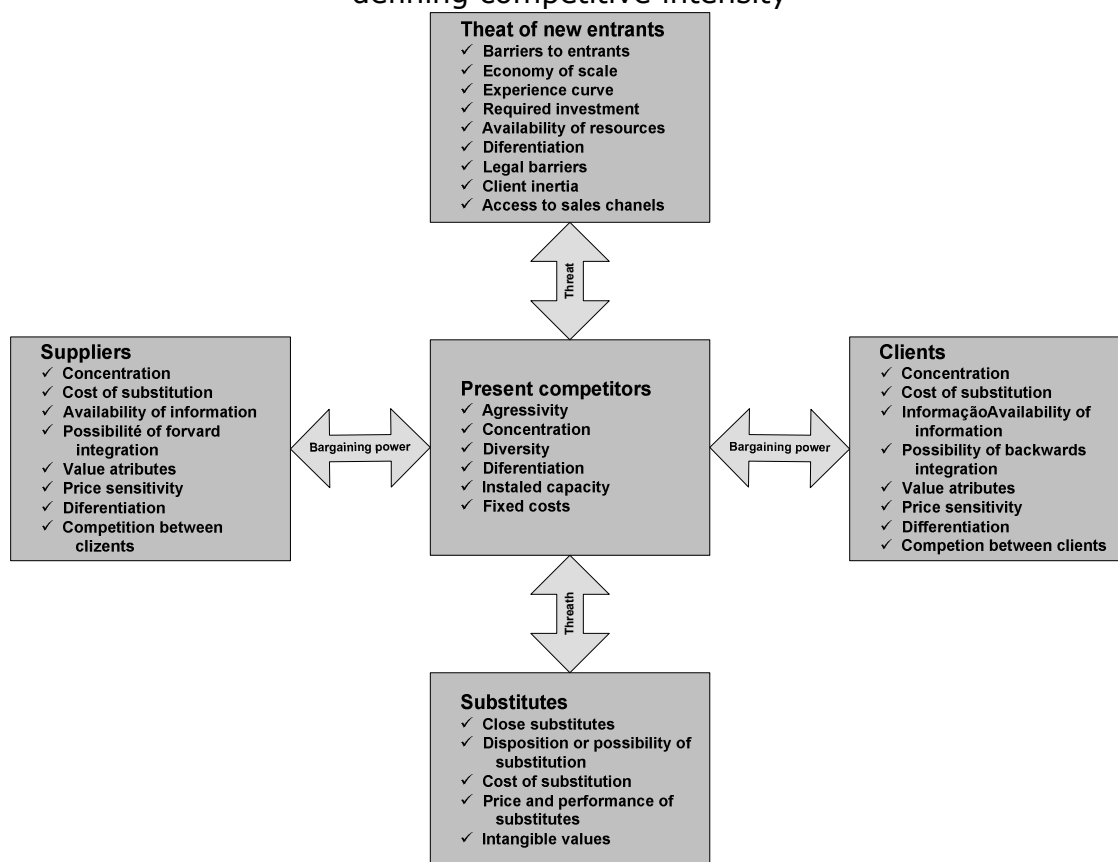 defining competitive intensity
Theat of new entrants
✓ Barriers to entrants
✓ Economy of scale
✓ Experience curve
✓ Required investment
✓ Availability of resources
✓ Diferentiation
✓ Legal barriers
✓ Client inertia
✓ Access to sales chanels
Threat
Suppliers
✓ Concentration
✓ Cost of substitution
✓ Availability of information
✓ Possibilité of forvard
integration
✓ Value atributes
✓ Price sensitivity
✓ Diferentiation
✓ Competition between
clizents
Bargaining power
Present competitors
✓ Agressivity
✓ Concentration
✓ Diversity
✓ Diferentiation
✓ Instaled capacity
✓ Fixed costs
Bargaining power
Clients
✓ Concentration
✓ Cost of substitution
✓ InformaçãoAvailability of
information
✓ Possibility of backwards
integration
✓ Value atributes
✓ Price sensitivity
✓ Differentiation
✓ Competion between clients
Threath
Substitutes
✓ Close substitutes
✓ Disposition or possibility of
substitution
✓ Cost of substitution
✓ Price and performance of
substitutes
✓ Intangible values